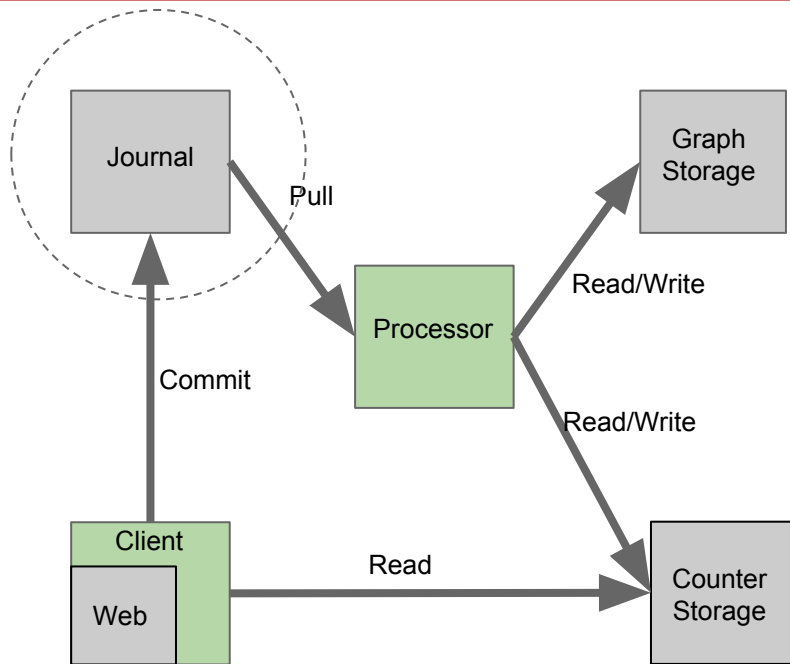 Journal
Graph
Storage
Pull
Read/Write
Processor
Commit
Read/Write
Client
Read
Counter
Storage
Web